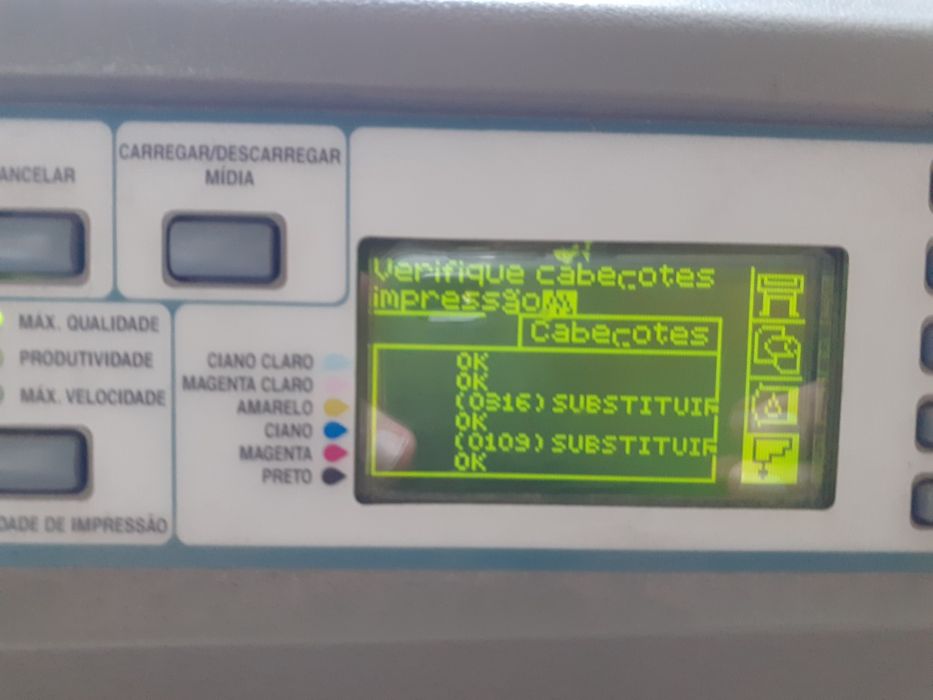 CARREGAR/DESCARREGAR
MÍDIA
ANCELAR
MÁX. QUALIDADE
PRODUTIVIDADE
MÁX. VELOCIDADE
DADE DE IMPRESSÃO
CIANO CLARO
MAGENTA CLARO
AMARELO
CIANO
MAGENTA
PRETO
Verifique cabeçotes
impressão
Cabeçotes
OK
OK
(0316) SUBSTITUIR
OK
(0109) SUBSTITUIR
OK